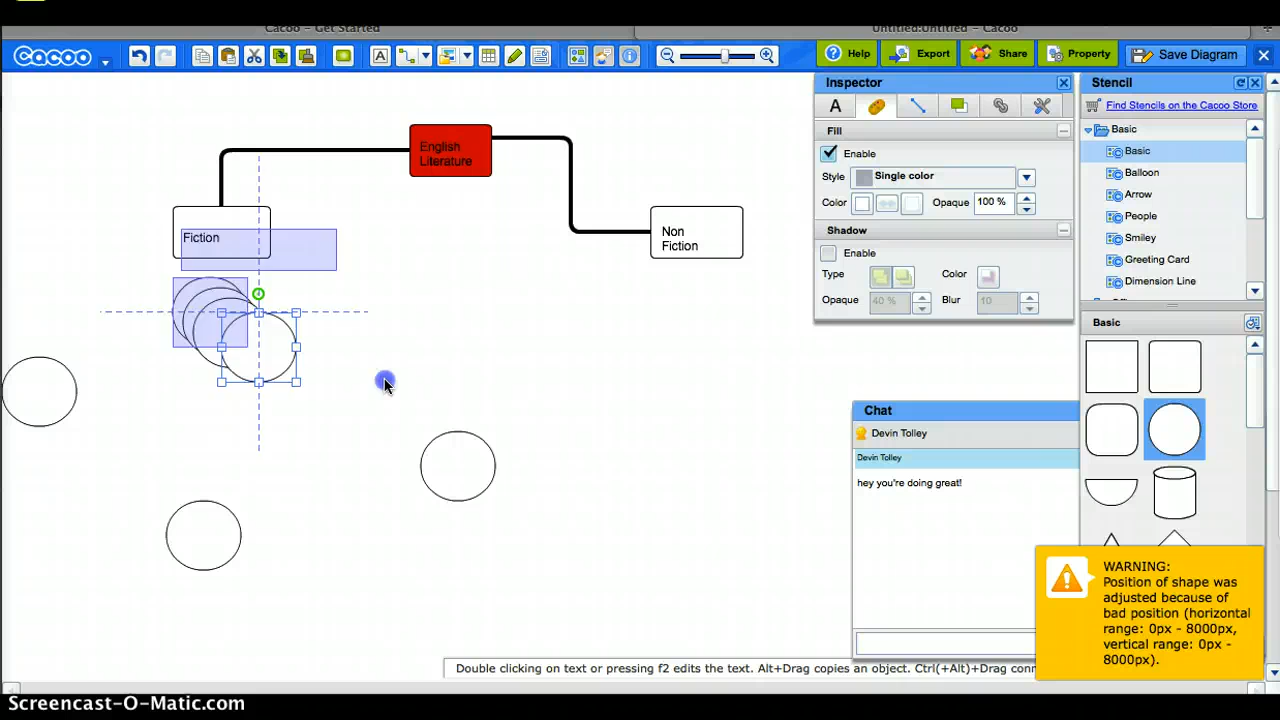 Cacoo - Get Started
Untitled:Untitled - Cacoo
Cacoo
A
Help
Export
Share
Property
Save Diagram
English
Literature
Fiction
Non
Fiction
Inspector
A
Fill
Enable
Style
Single color
Color
Opaque
100 %
Shadow
Enable
Type
Color
Opaque
40 %
Blur
10
Stencil
Find Stencils on the Cacoo Store
Basic
Basic
Balloon
Arrow
People
Smiley
Greeting Card
Dimension Line
Basic
Chat
Devin Tolley
Devin Tolley
hey you're doing great!
WARNING:
Position of shape was
adjusted because of
bad position (horizontal
range: 0px - 8000px,
vertical range: 0px -
8000px).
Double clicking on text or pressing f2 edits the text. Alt+Drag copies an object. Ctrl(+Alt)+Drag conn
Screencast-O-Matic.com